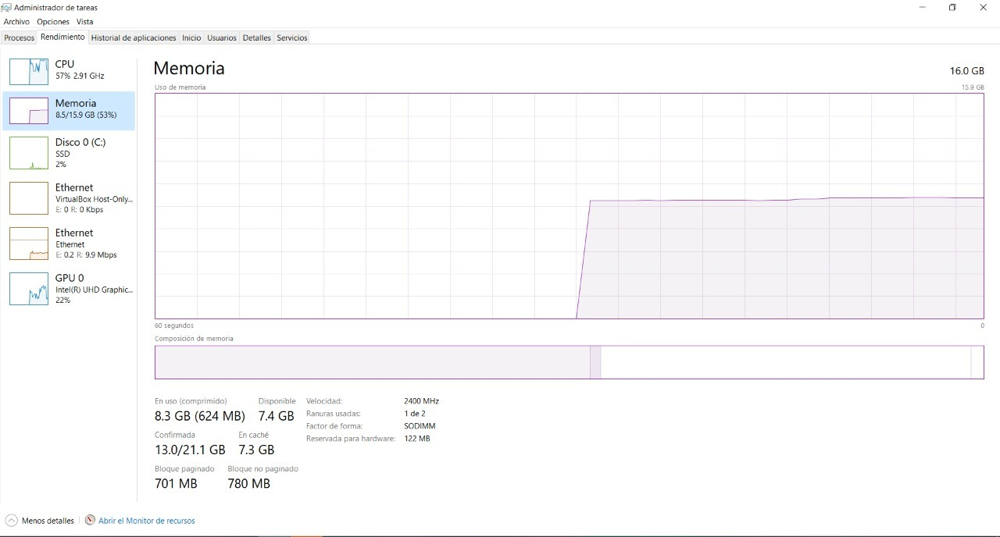 Administrador de tareas
Archivo Opciones Vista
Procesos Rendimiento Historial de aplicaciones Inicio Usuarios Detalles Servicios
CPU
57% 2.91 GHz
Memoria
8.5/15.9 GB (53%)
Disco 0 (C:)
SSD
2%
Ethernet
VirtualBox Host-Only...
E: 0 R: 0 Kbps
Ethernet
Ethernet
E: 0.2 R: 9.9 Mbps
GPU 0
Intel(R) UHD Graphic...
22%
Memoria
16.0 GB
Uso de memoria
15.9 GB
60 segundos
0
Composición de memoria
En uso (comprimido) Disponible
8.3 GB (624 MB) 7.4 GB
Confirmada En caché
13.0/21.1 GB 7.3 GB
Bloque paginado Bloque no paginado
701 MB 780 MB
Velocidad: 2400 MHz
Ranuras usadas: 1 de 2
Factor de forma: SODIMM
Reservada para hardware: 122 MB
Menos detalles Abrir el Monitor de recursos